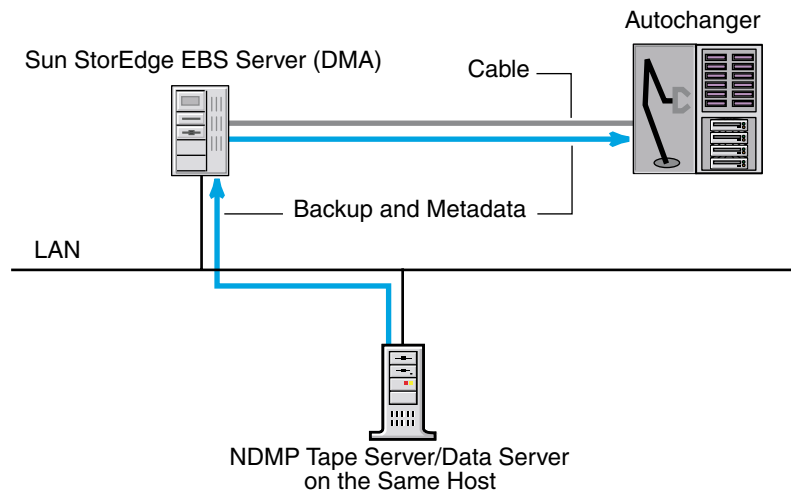 Autochanger
Sun StorEdge EBS Server (DMA)
Cable
Backup and Metadata
LAN
NDMP Tape Server/Data Server
on the Same Host